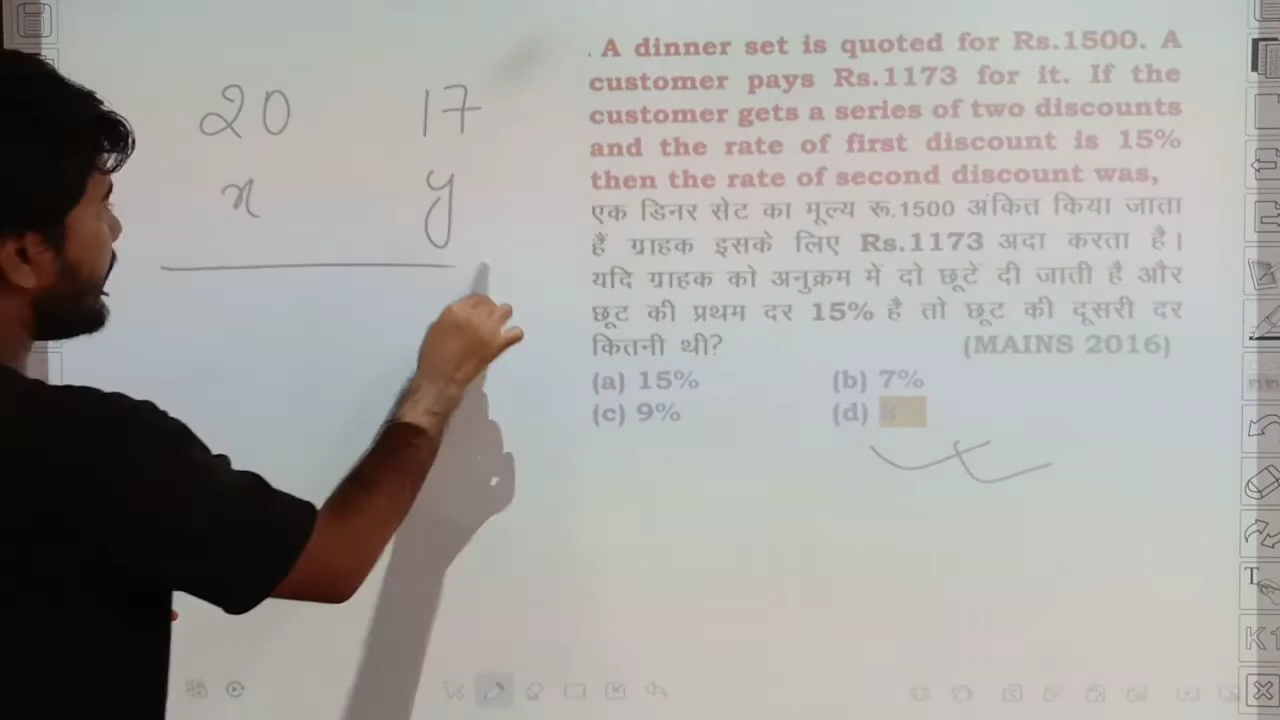 20 17
x y
. A dinner set is quoted for Rs.1500. A
customer pays Rs.1173 for it. If the
customer gets a series of two discounts
and the rate of first discount is 15%
then the rate of second discount was,
एक डिनर सेट का मूल्य रू.1500 अंकित किया जाता
हैं ग्राहक इसके लिए Rs.1173 अदा करता है।
यदि ग्राहक को अनुक्रम में दो छूटें दी जाती है और
छूट की प्रथम दर 15% है तो छूट की दूसरी दर
कितनी थी? (MAINS 2016)
(a) 15% (b) 7%
(c) 9% (d)
T
K1